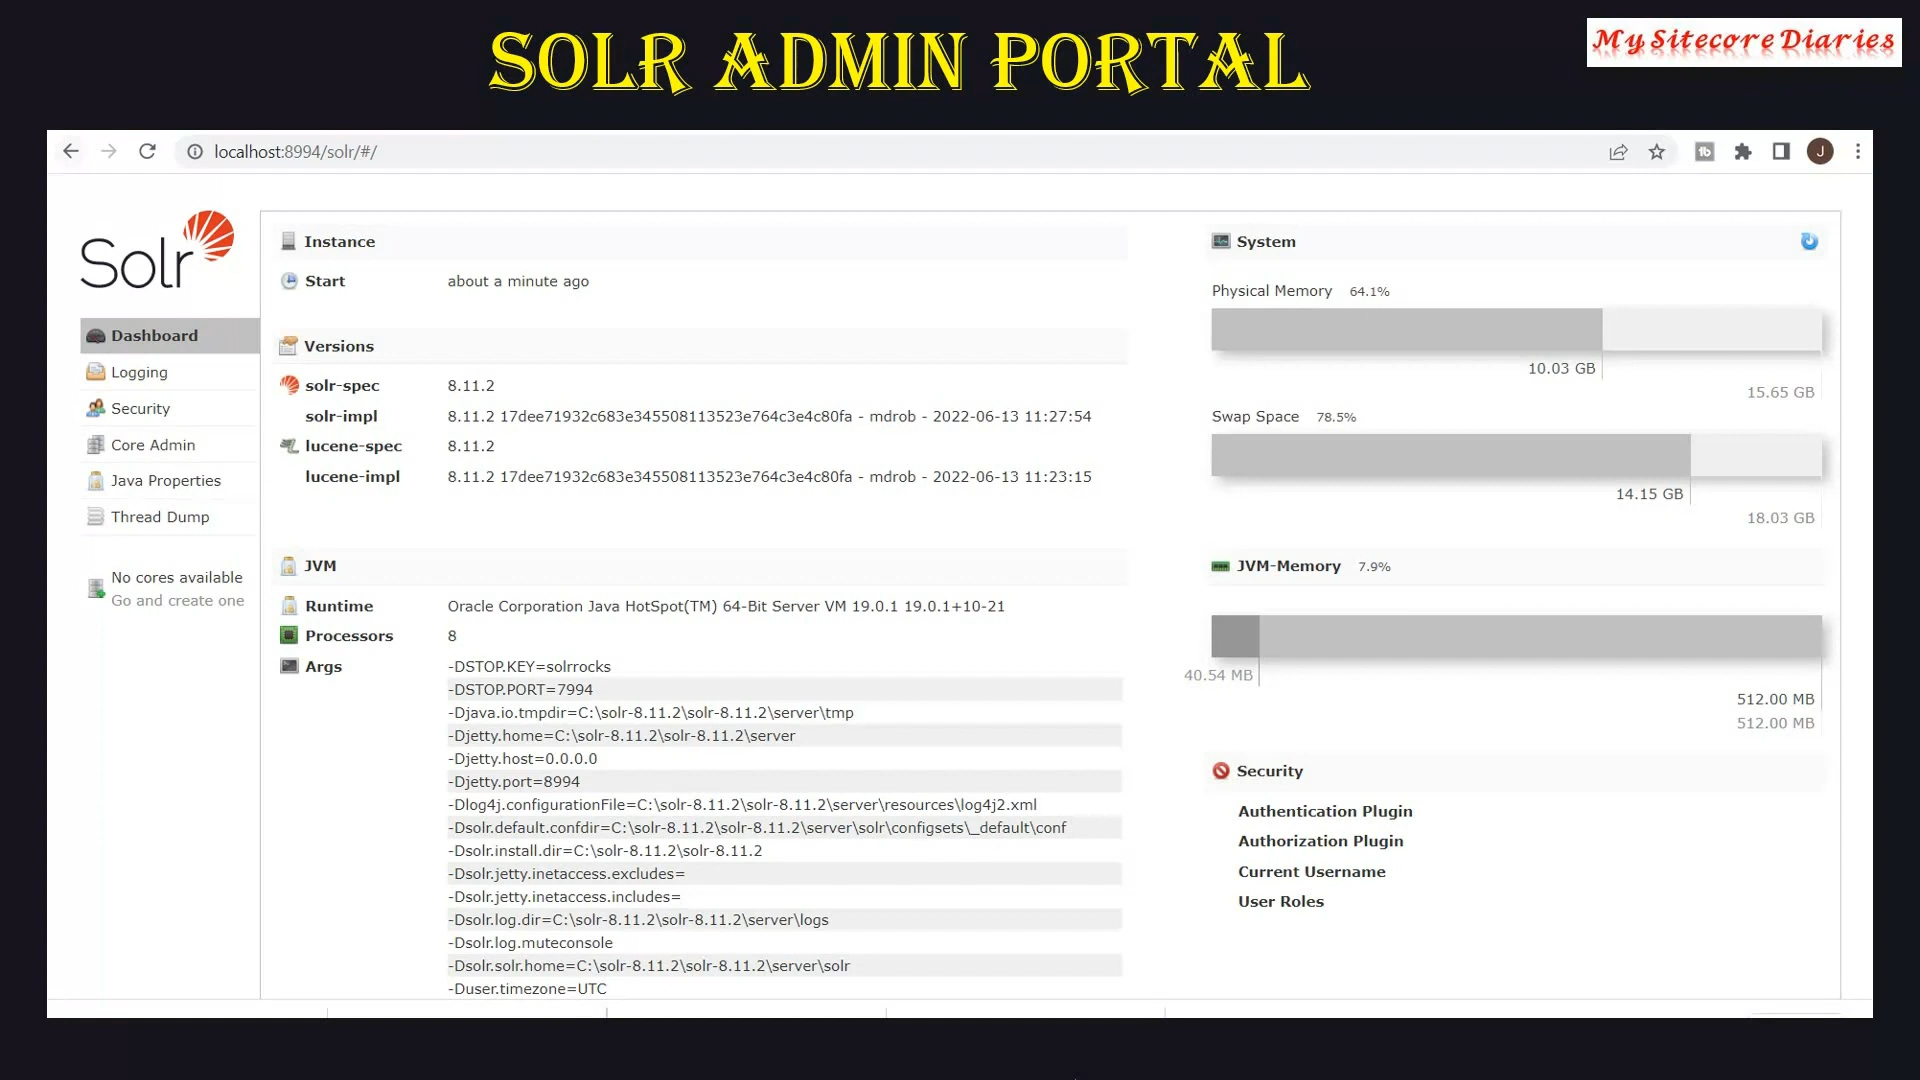 SOLR ADMIN PORTAL
My Sitecore Diaries
localhost:8994/solr/#/
J
Solr
Dashboard
Logging
Security
Core Admin
Java Properties
Thread Dump
No cores available
Go and create one
Instance
Start about a minute ago
Versions
solr-spec 8.11.2
solr-impl 8.11.2 17dee71932c683e345508113523e764c3e4c80fa - mdrob - 2022-06-13 11:27:54
lucene-spec 8.11.2
lucene-impl 8.11.2 17dee71932c683e345508113523e764c3e4c80fa - mdrob - 2022-06-13 11:23:15
JVM
Runtime Oracle Corporation Java HotSpot(TM) 64-Bit Server VM 19.0.1 19.0.1+10-21
Processors 8
Args -DSTOP.KEY=solrrocks
-DSTOP.PORT=7994
-Djava.io.tmpdir=C:\solr-8.11.2\solr-8.11.2\server\tmp
-Djetty.home=C:\solr-8.11.2\solr-8.11.2\server
-Djetty.host=0.0.0.0
-Djetty.port=8994
-Dlog4j.configurationFile=C:\solr-8.11.2\solr-8.11.2\server\resources\log4j2.xml
-Dsolr.default.confdir=C:\solr-8.11.2\solr-8.11.2\server\solr\configsets\_default\conf
-Dsolr.install.dir=C:\solr-8.11.2\solr-8.11.2
-Dsolr.jetty.inetaccess.excludes=
-Dsolr.jetty.inetaccess.includes=
-Dsolr.log.dir=C:\solr-8.11.2\solr-8.11.2\server\logs
-Dsolr.log.muteconsole
-Dsolr.solr.home=C:\solr-8.11.2\solr-8.11.2\server\solr
-Duser.timezone=UTC
System
Physical Memory 64.1%
10.03 GB
15.65 GB
Swap Space 78.5%
14.15 GB
18.03 GB
JVM-Memory 7.9%
40.54 MB
512.00 MB
512.00 MB
Security
Authentication Plugin
Authorization Plugin
Current Username
User Roles